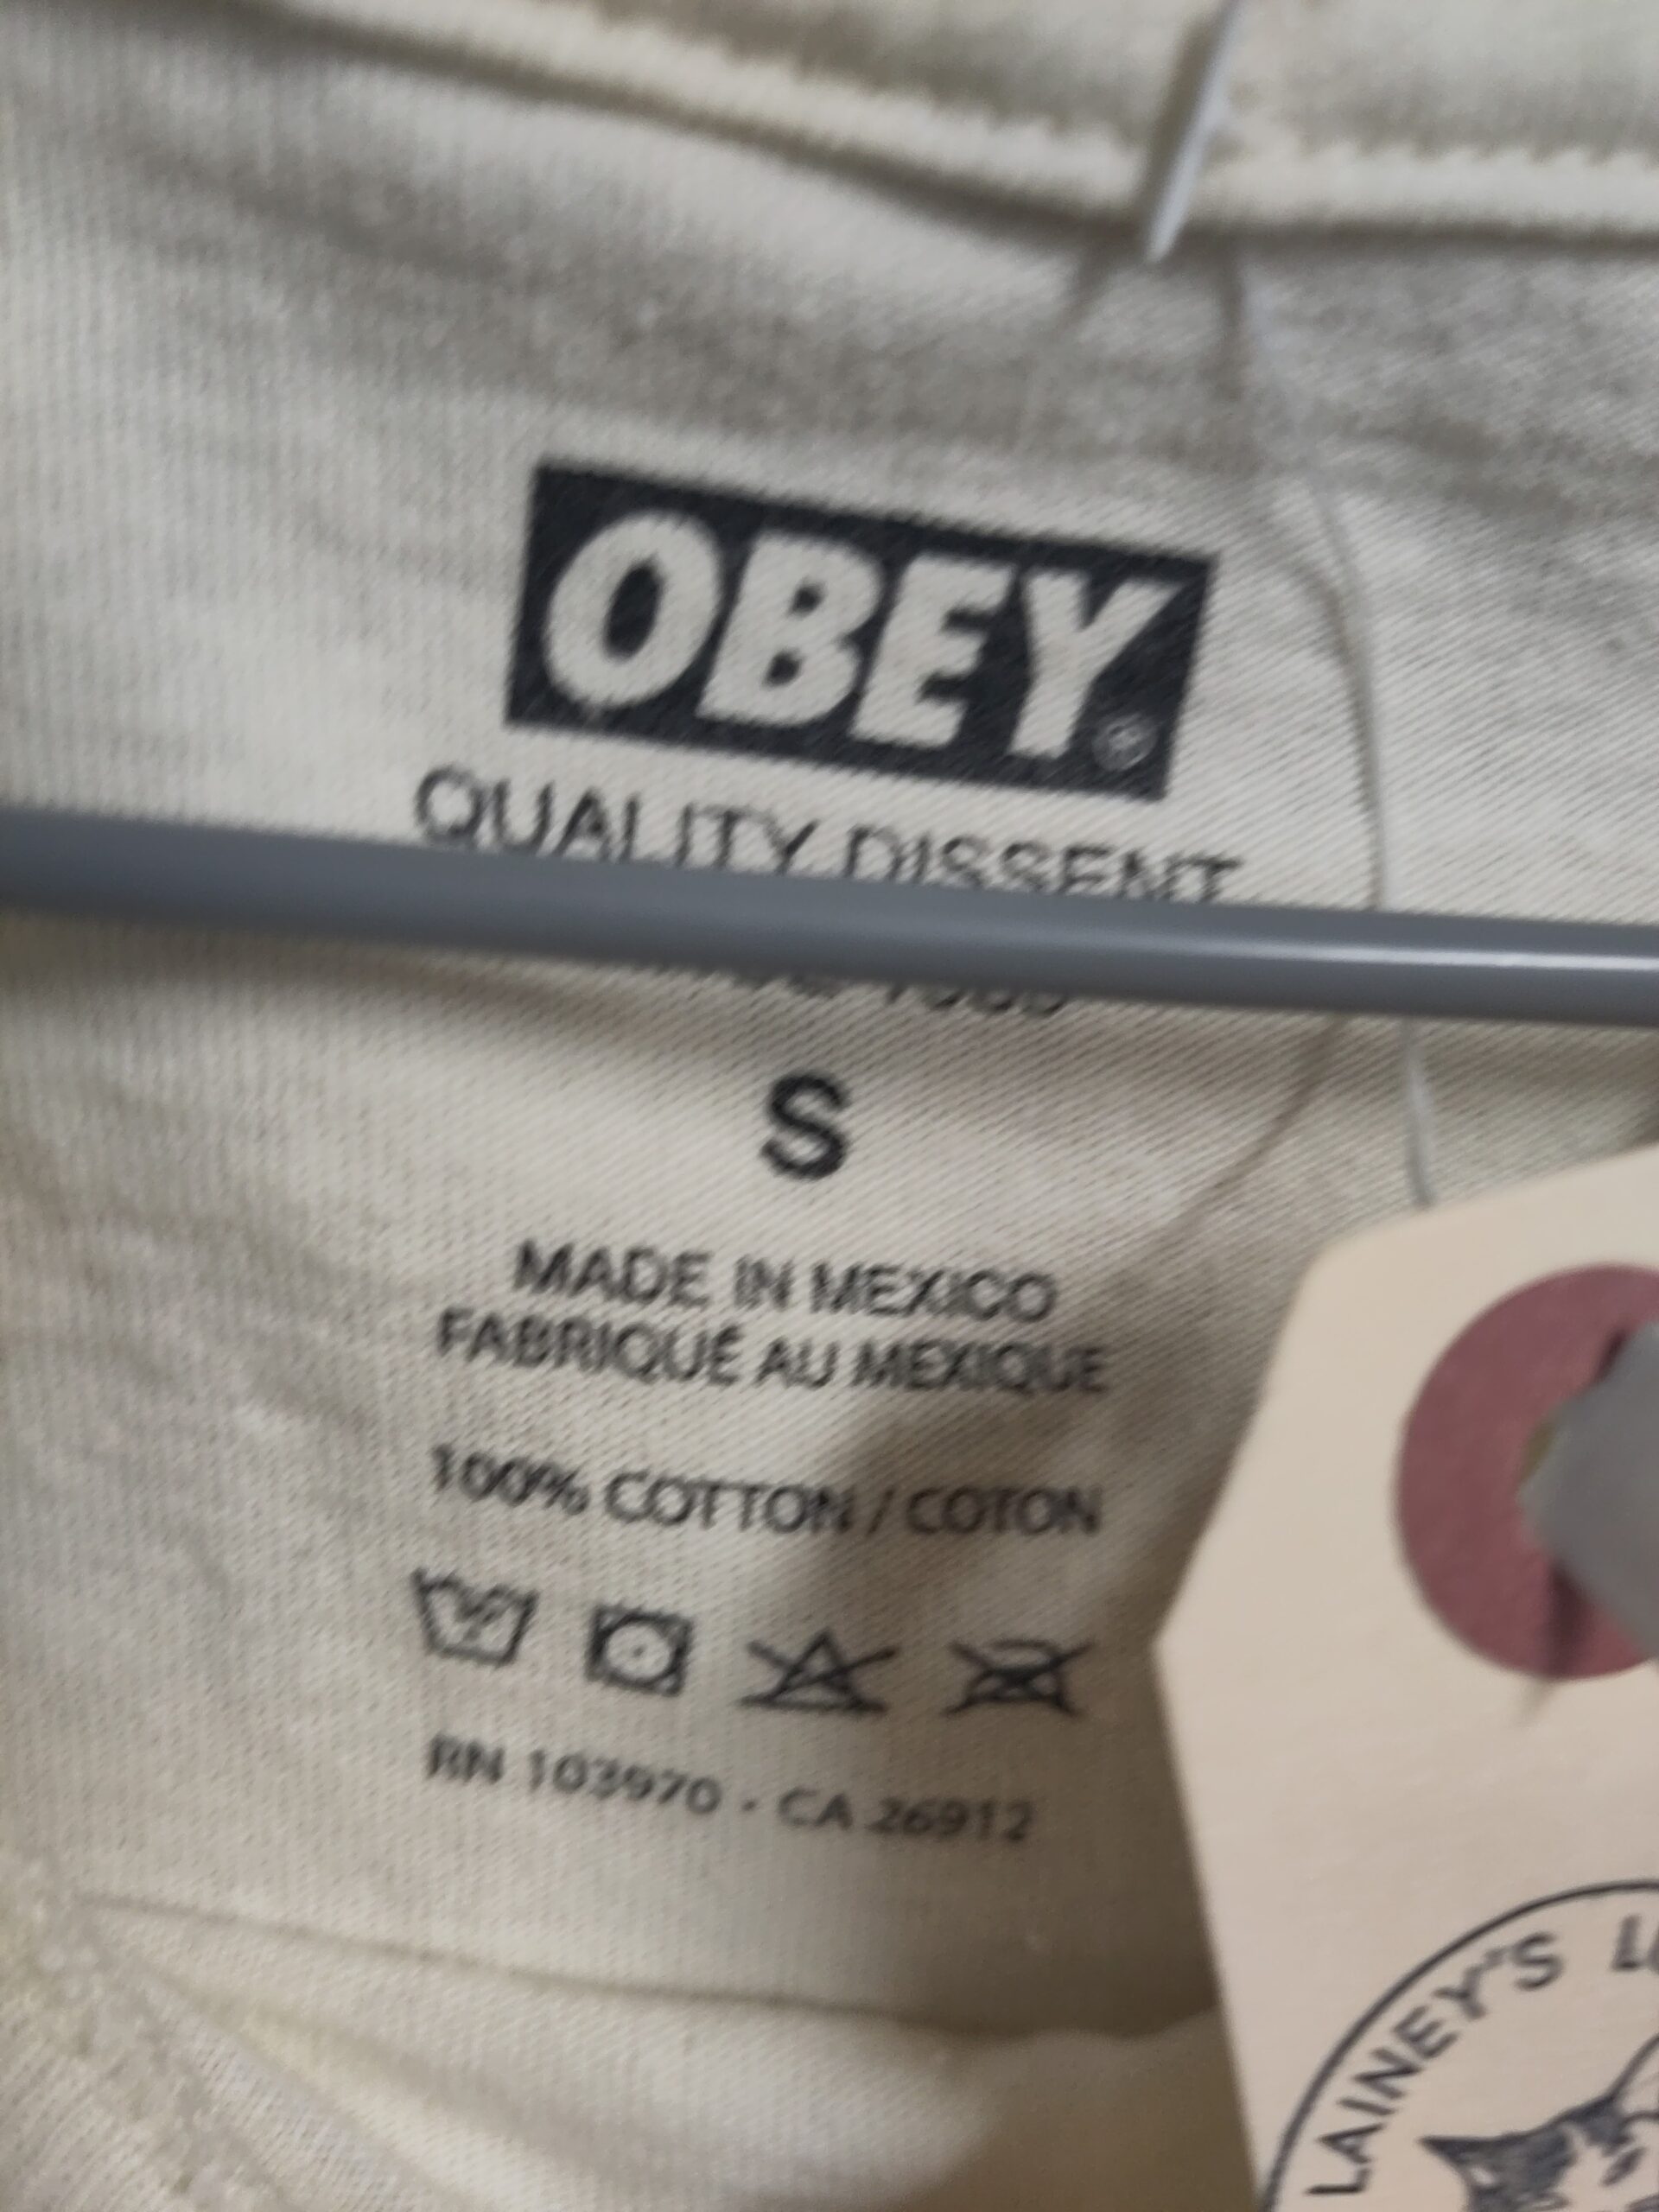 OBEY®
QUALITY DISSENT
S
MADE IN MEXICO
FABRIQUÉ AU MEXIQUE
100% COTTON / COTON
RN 103970 · CA 26912
LAINEY'S